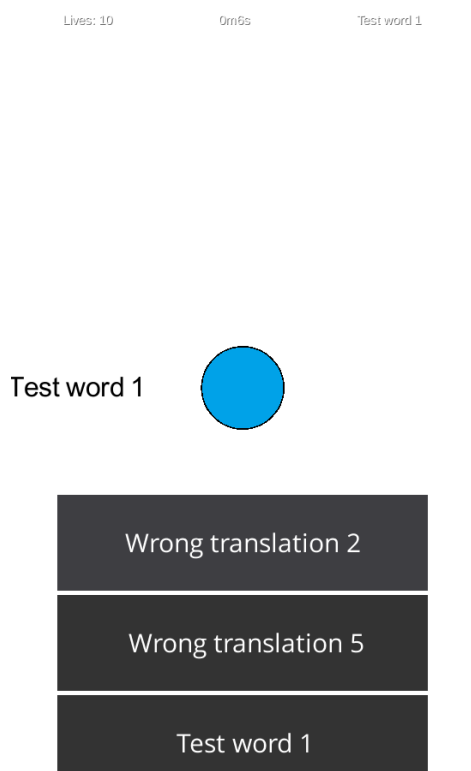 Lives: 10 0m6s Test word 1
Test word 1
Wrong translation 2
Wrong translation 5
Test word 1